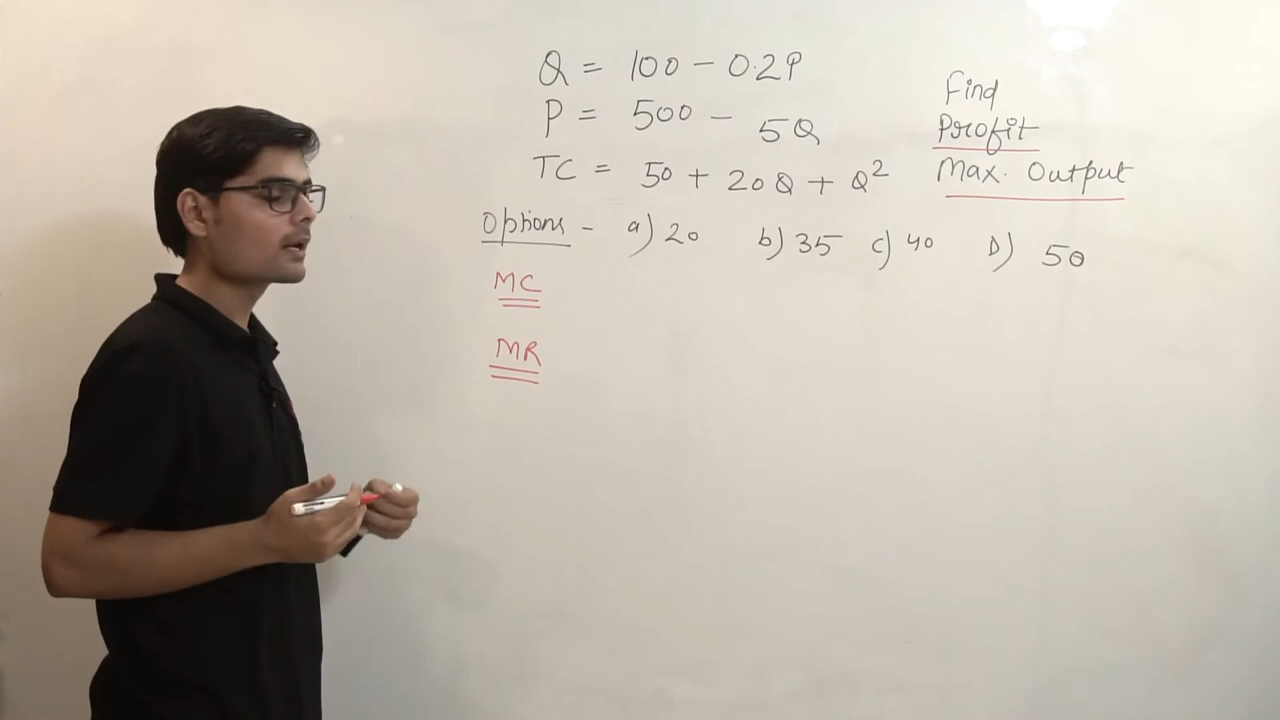 Q = 100 - 0.2P
P = 500 - 5Q
TC = 50 + 20Q + Q²
Find
Profit
Max. Output
Options - a) 20 b) 35 c) 40 D) 50
MC
MR